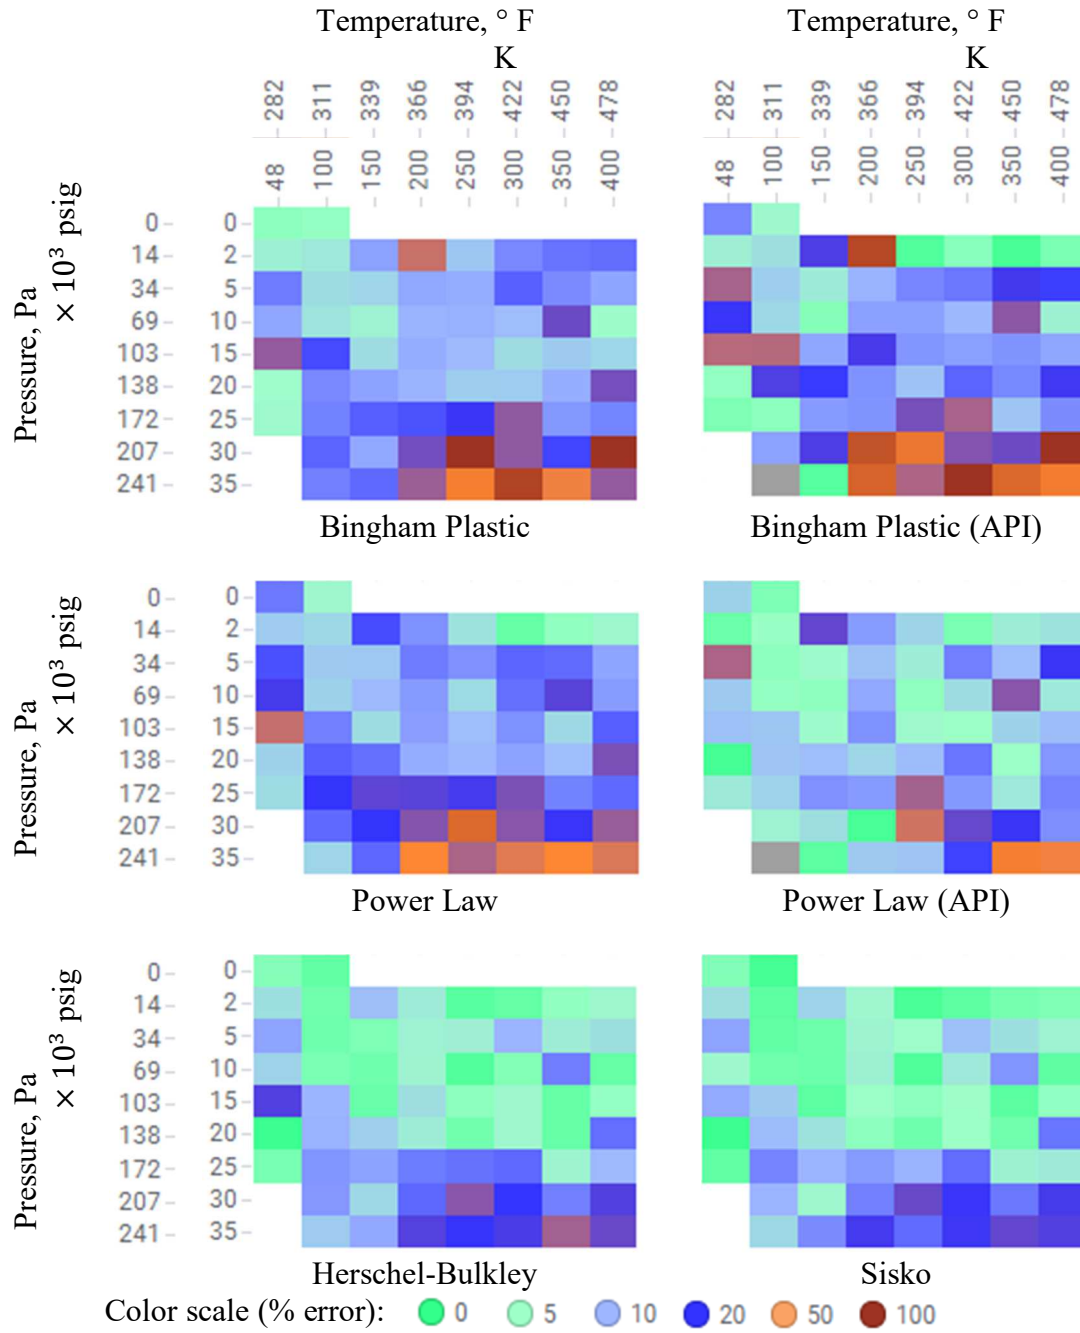 Temperature, ° F
K
Temperature, ° F
K
282 311 339 366 394 422 450 478
48 100 150 200 250 300 350 400
282 311 339 366 394 422 450 478
48 100 150 200 250 300 350 400
Pressure, Pa
× 10³ psig
0 0
14 2
34 5
69 10
103 15
138 20
172 25
207 30
241 35
Bingham Plastic
Bingham Plastic (API)
Pressure, Pa
× 10³ psig
0 0
14 2
34 5
69 10
103 15
138 20
172 25
207 30
241 35
Power Law
Power Law (API)
Pressure, Pa
× 10³ psig
0 0
14 2
34 5
69 10
103 15
138 20
172 25
207 30
241 35
Herschel-Bulkley
Sisko
Color scale (% error): 0 5 10 20 50 100